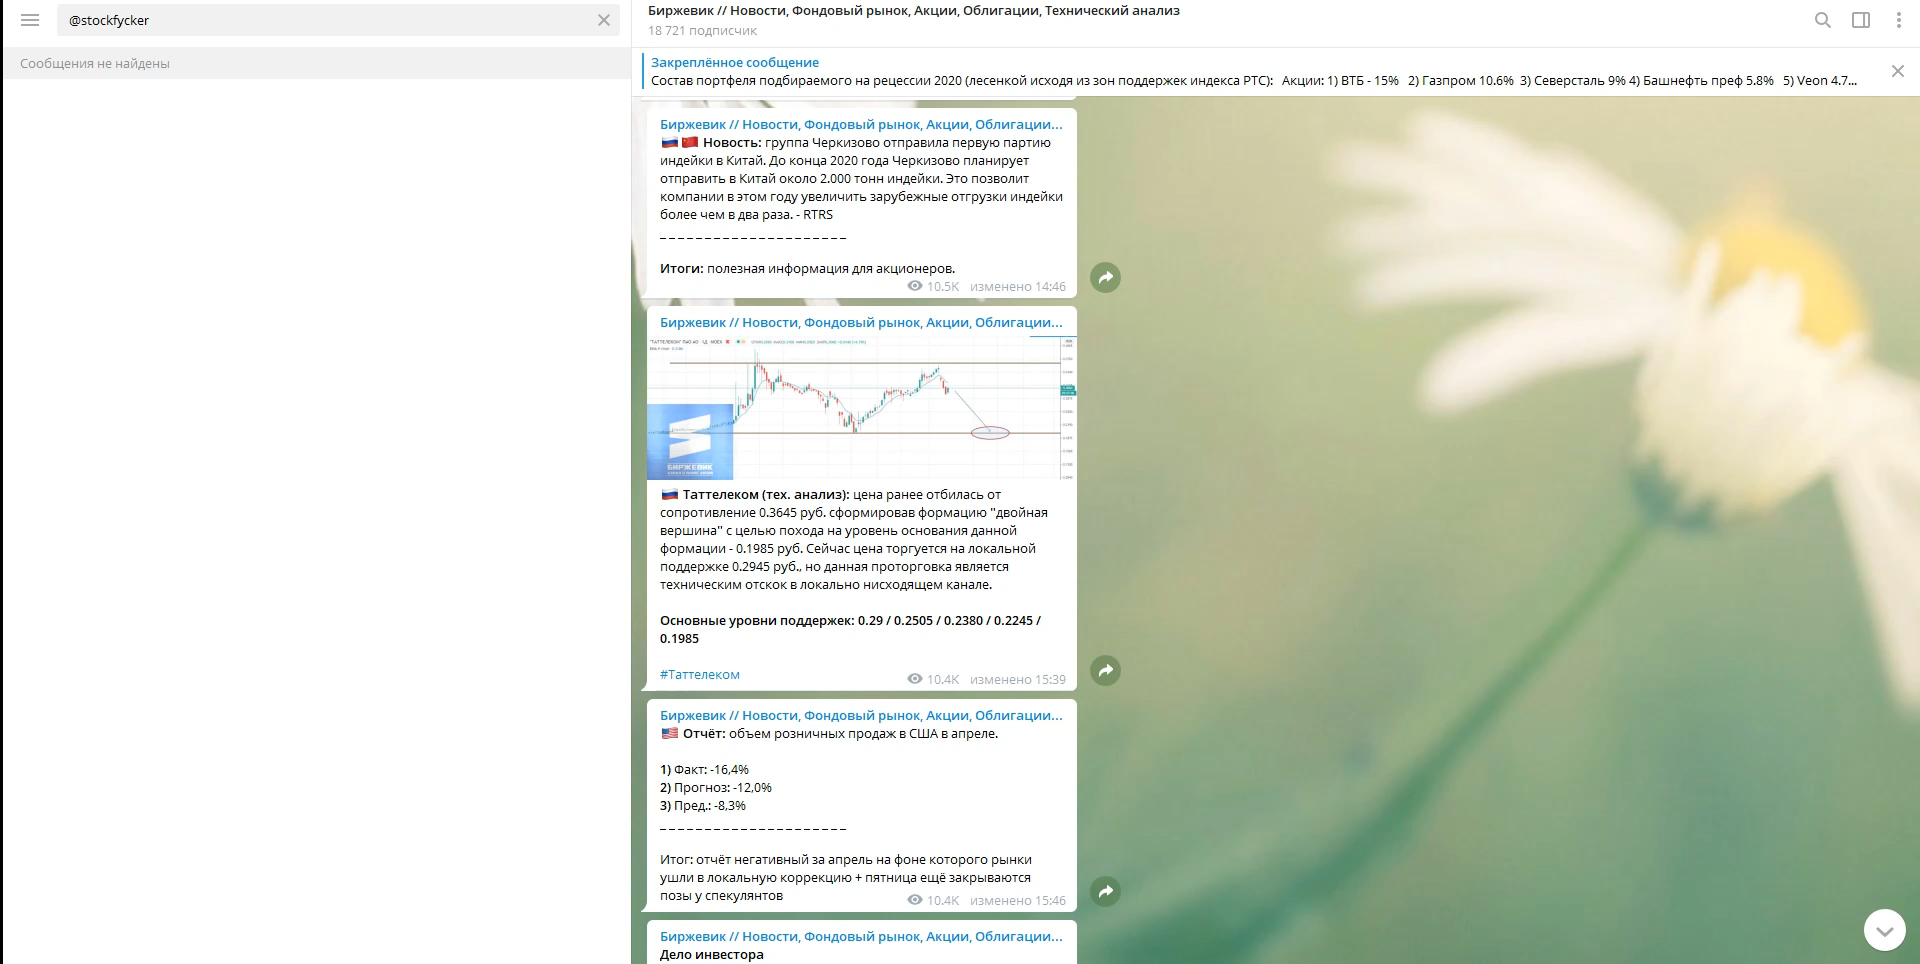 @stockfycker
Сообщения не найдены
Биржевик // Новости, Фондовый рынок, Акции, Облигации, Технический анализ
18 721 подписчик
Закреплённое сообщение
Состав портфеля подбираемого на рецессии 2020 (лесенкой исходя из зон поддержек индекса РТС): Акции: 1) ВТБ - 15% 2) Газпром 10.6% 3) Северсталь 9% 4) Башнефть преф 5.8% 5) Veon 4.7...
Биржевик // Новости, Фондовый рынок, Акции, Облигации...
Новость: группа Черкизово отправила первую партию
индейки в Китай. До конца 2020 года Черкизово планирует
отправить в Китай около 2.000 тонн индейки. Это позволит
компании в этом году увеличить зарубежные отгрузки индейки
более чем в два раза. - RTRS
_ _ _ _ _ _ _ _ _ _ _ _ _ _ _ _ _ _ _ _ _
Итоги: полезная информация для акционеров.
10.5K изменено 14:46
Биржевик // Новости, Фондовый рынок, Акции, Облигации...
"ТАТТЕЛЕКОМ" ПАО АО · 1Д · MOEX
БИРЖЕВИК
Таттелеком (тех. анализ): цена ранее отбилась от
сопротивление 0.3645 руб. сформировав формацию "двойная
вершина" с целью похода на уровень основания данной
формации - 0.1985 руб. Сейчас цена торгуется на локальной
поддержке 0.2945 руб., но данная проторговка является
техническим отскок в локально нисходящем канале.
Основные уровни поддержек: 0.29 / 0.2505 / 0.2380 / 0.2245 /
0.1985
#Таттелеком
10.4K изменено 15:39
Биржевик // Новости, Фондовый рынок, Акции, Облигации...
Отчёт: объем розничных продаж в США в апреле.
1) Факт: -16,4%
2) Прогноз: -12,0%
3) Пред.: -8,3%
_ _ _ _ _ _ _ _ _ _ _ _ _ _ _ _ _ _ _ _ _
Итог: отчёт негативный за апрель на фоне которого рынки
ушли в локальную коррекцию + пятница ещё закрываются
позы у спекулянтов
10.4K изменено 15:46
Биржевик // Новости, Фондовый рынок, Акции, Облигации...
Дело инвестора